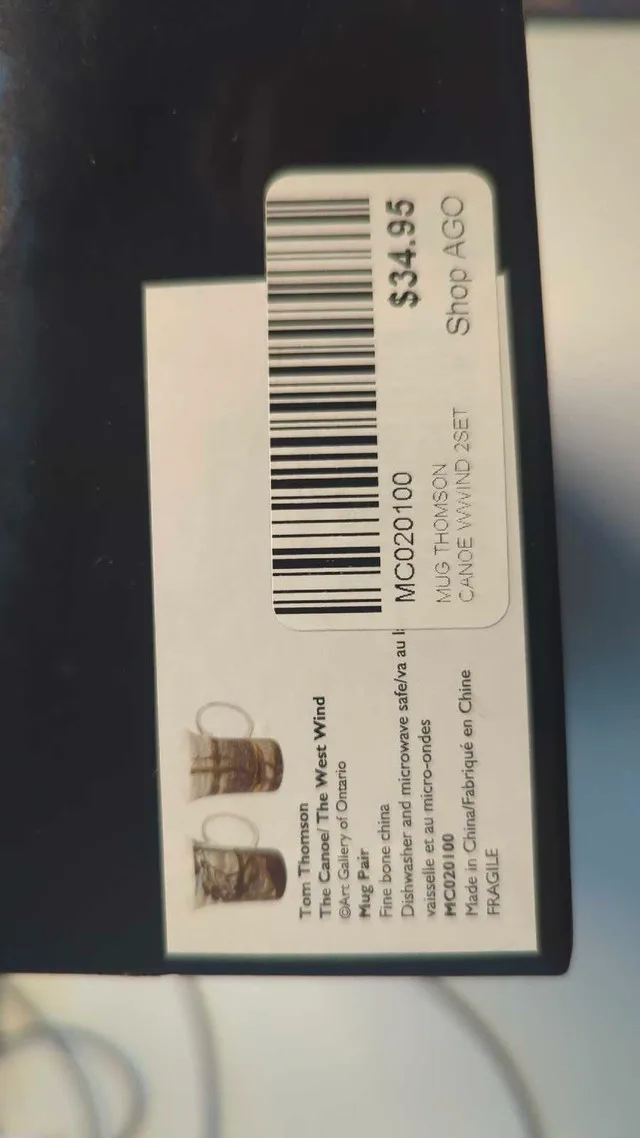 $34.95
MC020100
MUG THOMSON
CANOE WWIND 2SET
Shop AGO
Tom Thomson
The Canoe/ The West Wind
©Art Gallery of Ontario
Mug Pair
Fine bone china
Dishwasher and microwave safe/va au
vaisselle et au micro-ondes
MC020100
Made in China/Fabriqué en Chine
FRAGILE